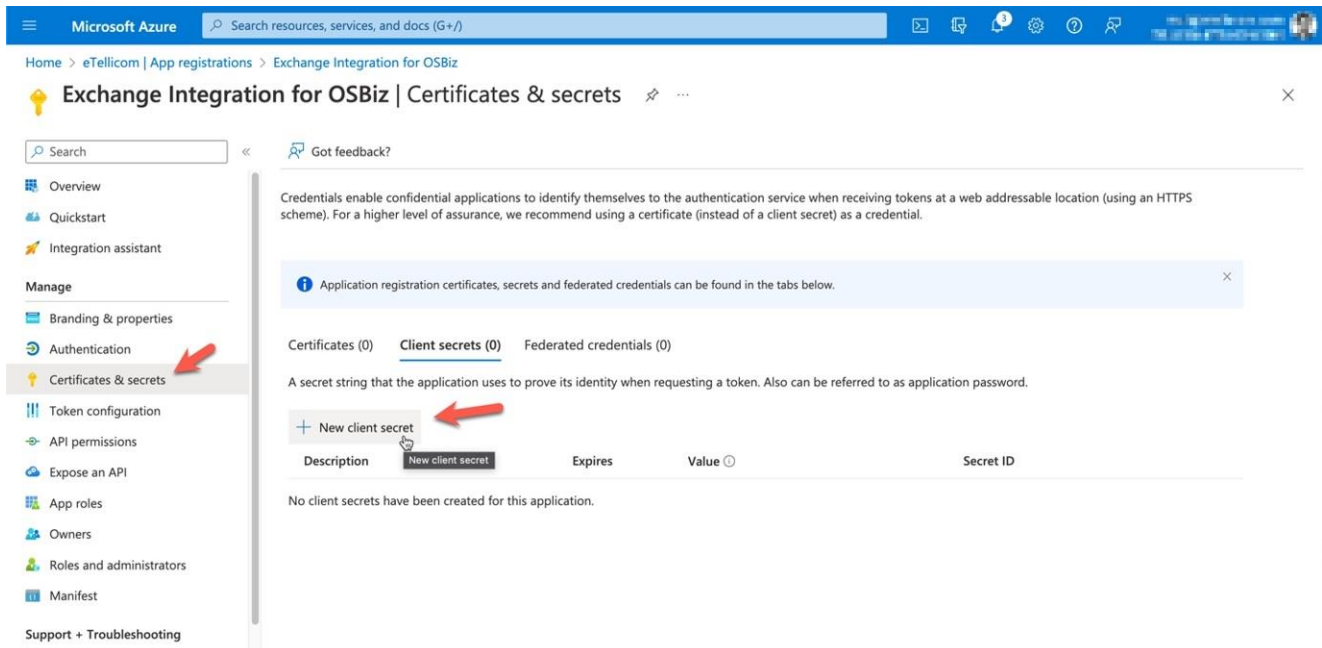 Microsoft Azure
Search resources, services, and docs (G+/)
3
Home > eTellicom | App registrations > Exchange Integration for OSBiz
Exchange Integration for OSBiz | Certificates & secrets
Search
Got feedback?
Overview
Quickstart
Integration assistant
Manage
Branding & properties
Authentication
Certificates & secrets
Token configuration
API permissions
Expose an API
App roles
Owners
Roles and administrators
Manifest
Support + Troubleshooting
Credentials enable confidential applications to identify themselves to the authentication service when receiving tokens at a web addressable location (using an HTTPS
scheme). For a higher level of assurance, we recommend using a certificate (instead of a client secret) as a credential.
Application registration certificates, secrets and federated credentials can be found in the tabs below.
Certificates (0) Client secrets (0) Federated credentials (0)
A secret string that the application uses to prove its identity when requesting a token. Also can be referred to as application password.
New client secret
New client secret
Description Expires Value Secret ID
No client secrets have been created for this application.